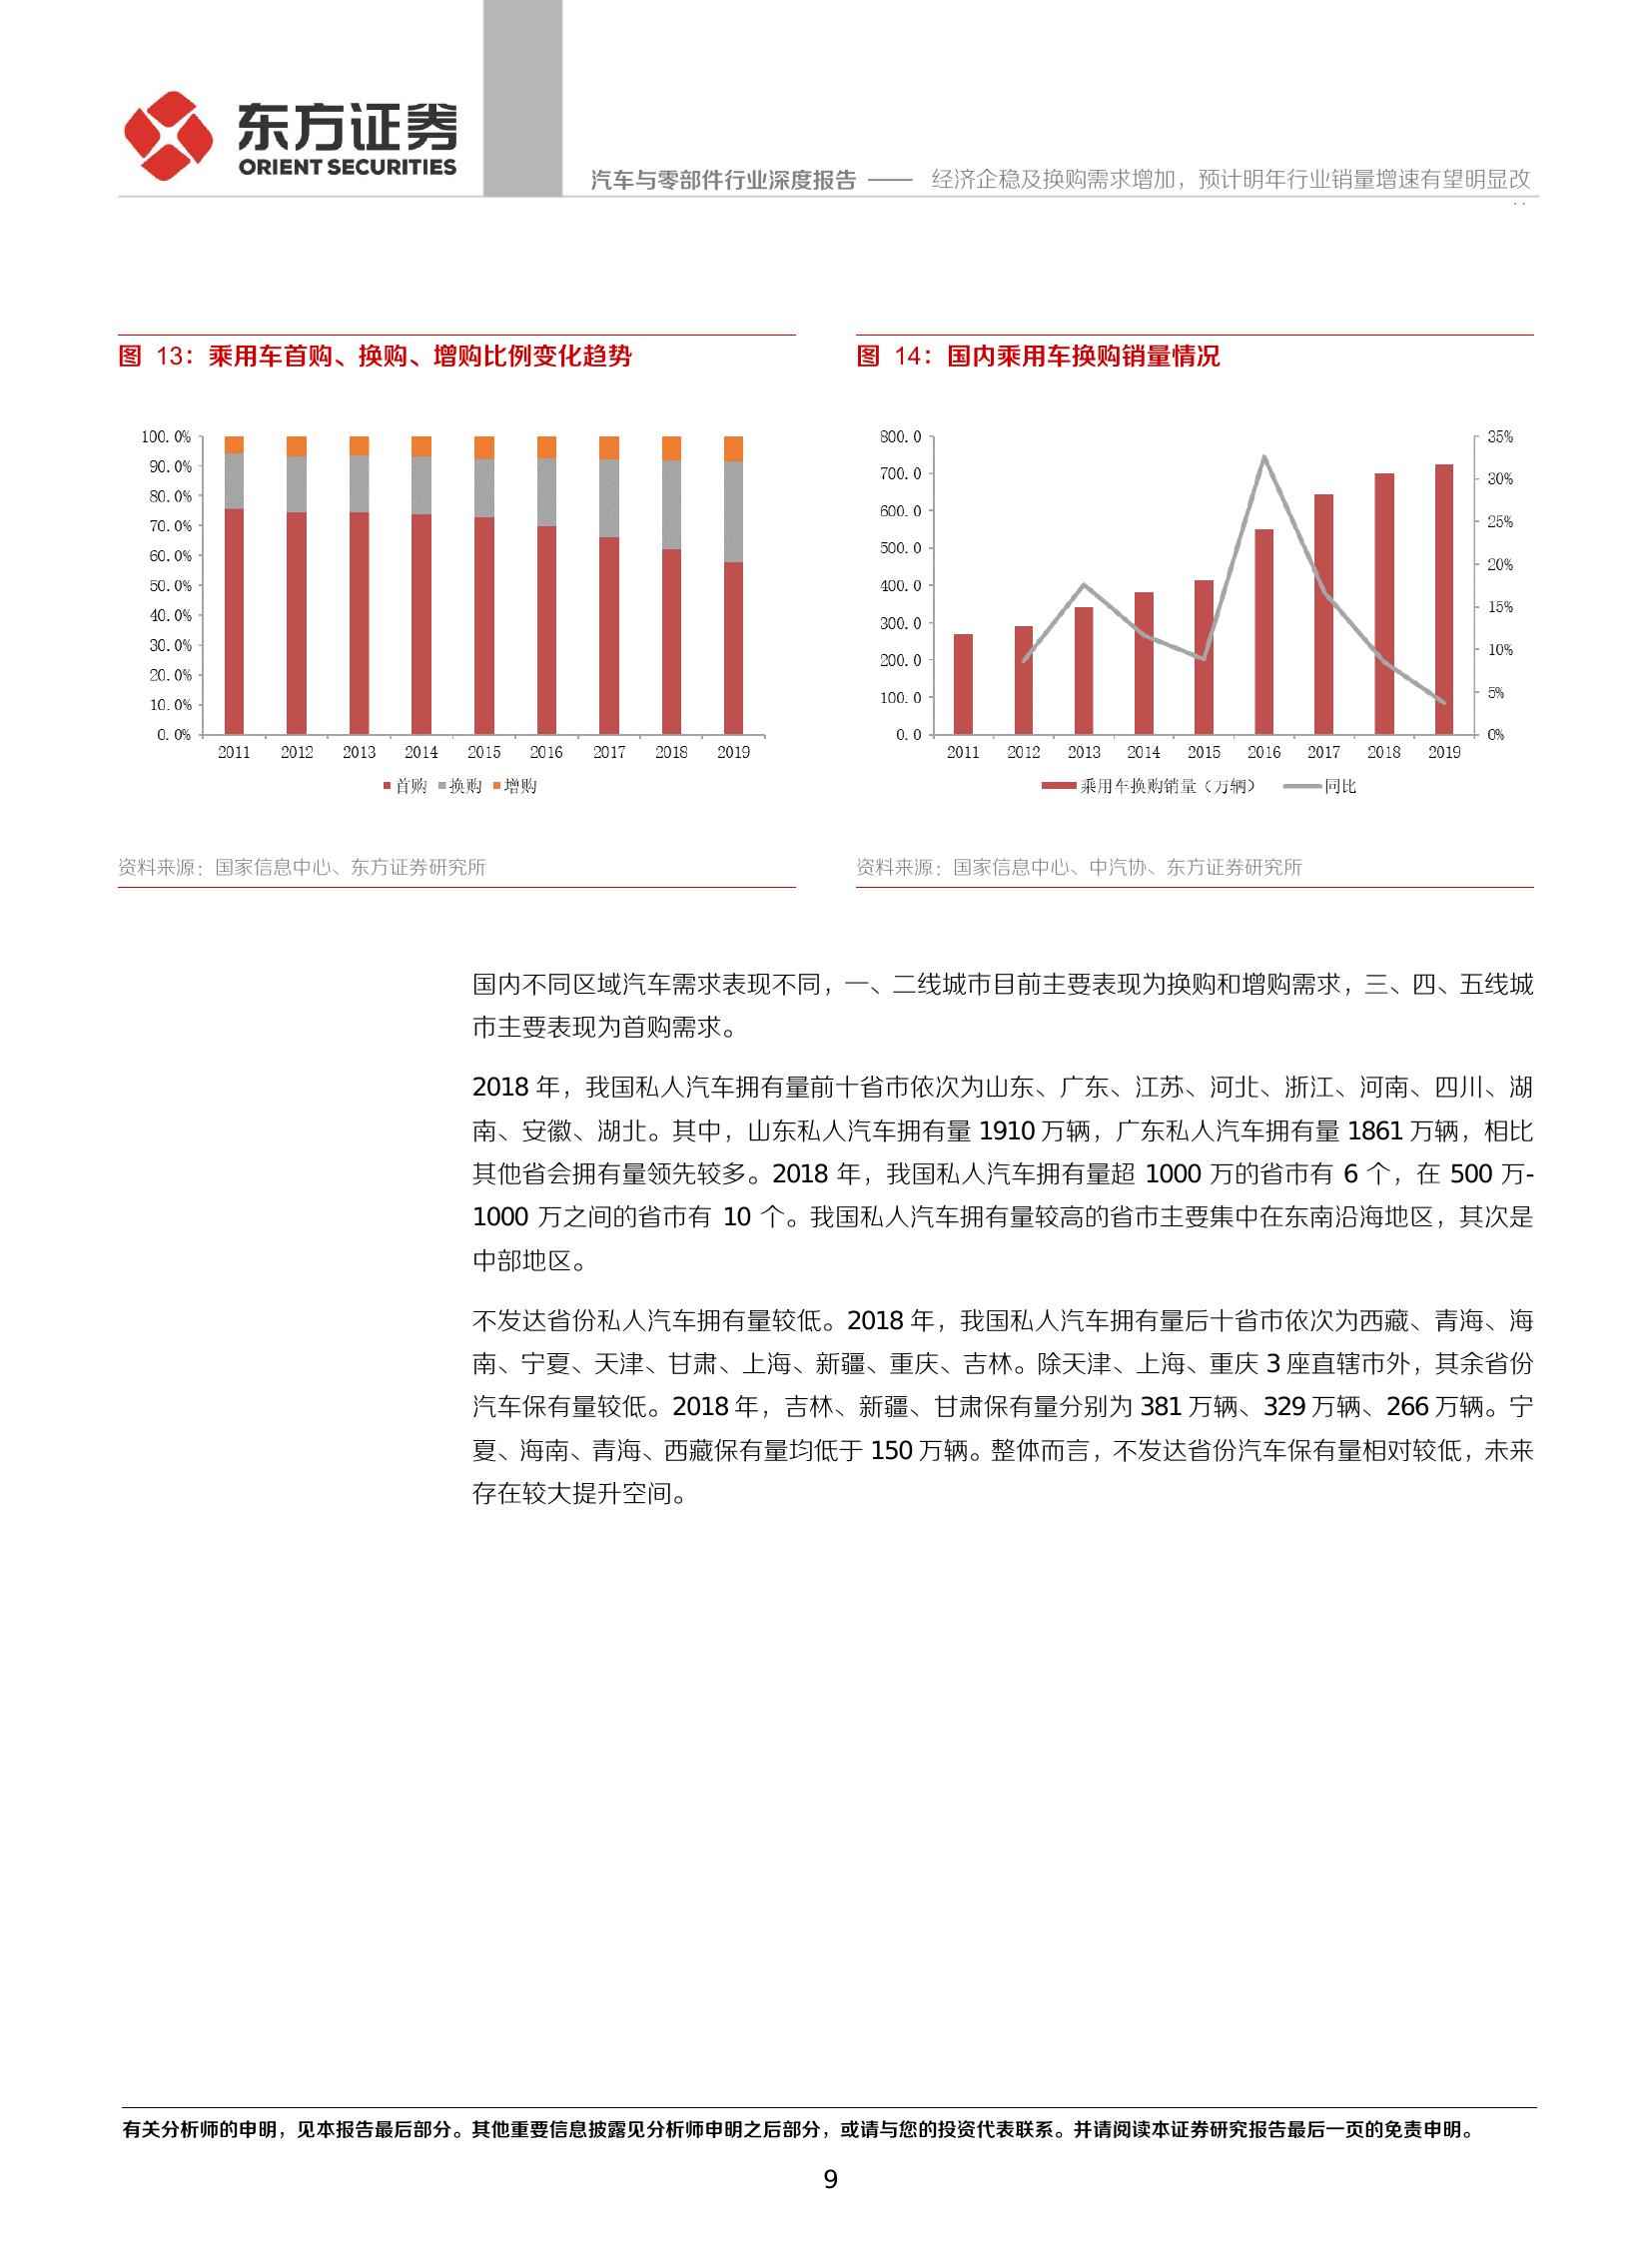 东方证券
ORIENT SECURITIES
汽车与零部件行业深度报告 —— 经济企稳及换购需求增加，预计明年行业销量增速有望明显改
图 13：乘用车首购、换购、增购比例变化趋势
100.0%
90.0%
80.0%
70.0%
60.0%
50.0%
40.0%
30.0%
20.0%
10.0%
0.0%
2011 2012 2013 2014 2015 2016 2017 2018 2019
首购 换购 增购
资料来源：国家信息中心、东方证券研究所
图 14：国内乘用车换购销量情况
800.0
700.0
600.0
500.0
400.0
300.0
200.0
100.0
0.0
35%
30%
25%
20%
15%
10%
5%
0%
2011 2012 2013 2014 2015 2016 2017 2018 2019
乘用车换购销量（万辆） 同比
资料来源：国家信息中心、中汽协、东方证券研究所
国内不同区域汽车需求表现不同，一、二线城市目前主要表现为换购和增购需求，三、四、五线城
市主要表现为首购需求。
2018 年，我国私人汽车拥有量前十省市依次为山东、广东、江苏、河北、浙江、河南、四川、湖
南、安徽、湖北。其中，山东私人汽车拥有量 1910 万辆，广东私人汽车拥有量 1861 万辆，相比
其他省会拥有量领先较多。2018 年，我国私人汽车拥有量超 1000 万的省市有 6 个，在 500 万-
1000 万之间的省市有 10 个。我国私人汽车拥有量较高的省市主要集中在东南沿海地区，其次是
中部地区。
不发达省份私人汽车拥有量较低。2018 年，我国私人汽车拥有量后十省市依次为西藏、青海、海
南、宁夏、天津、甘肃、上海、新疆、重庆、吉林。除天津、上海、重庆 3 座直辖市外，其余省份
汽车保有量较低。2018 年，吉林、新疆、甘肃保有量分别为 381 万辆、329 万辆、266 万辆。宁
夏、海南、青海、西藏保有量均低于 150 万辆。整体而言，不发达省份汽车保有量相对较低，未来
存在较大提升空间。
有关分析师的申明，见本报告最后部分。其他重要信息披露见分析师申明之后部分，或请与您的投资代表联系。并请阅读本证券研究报告最后一页的免责申明。
9